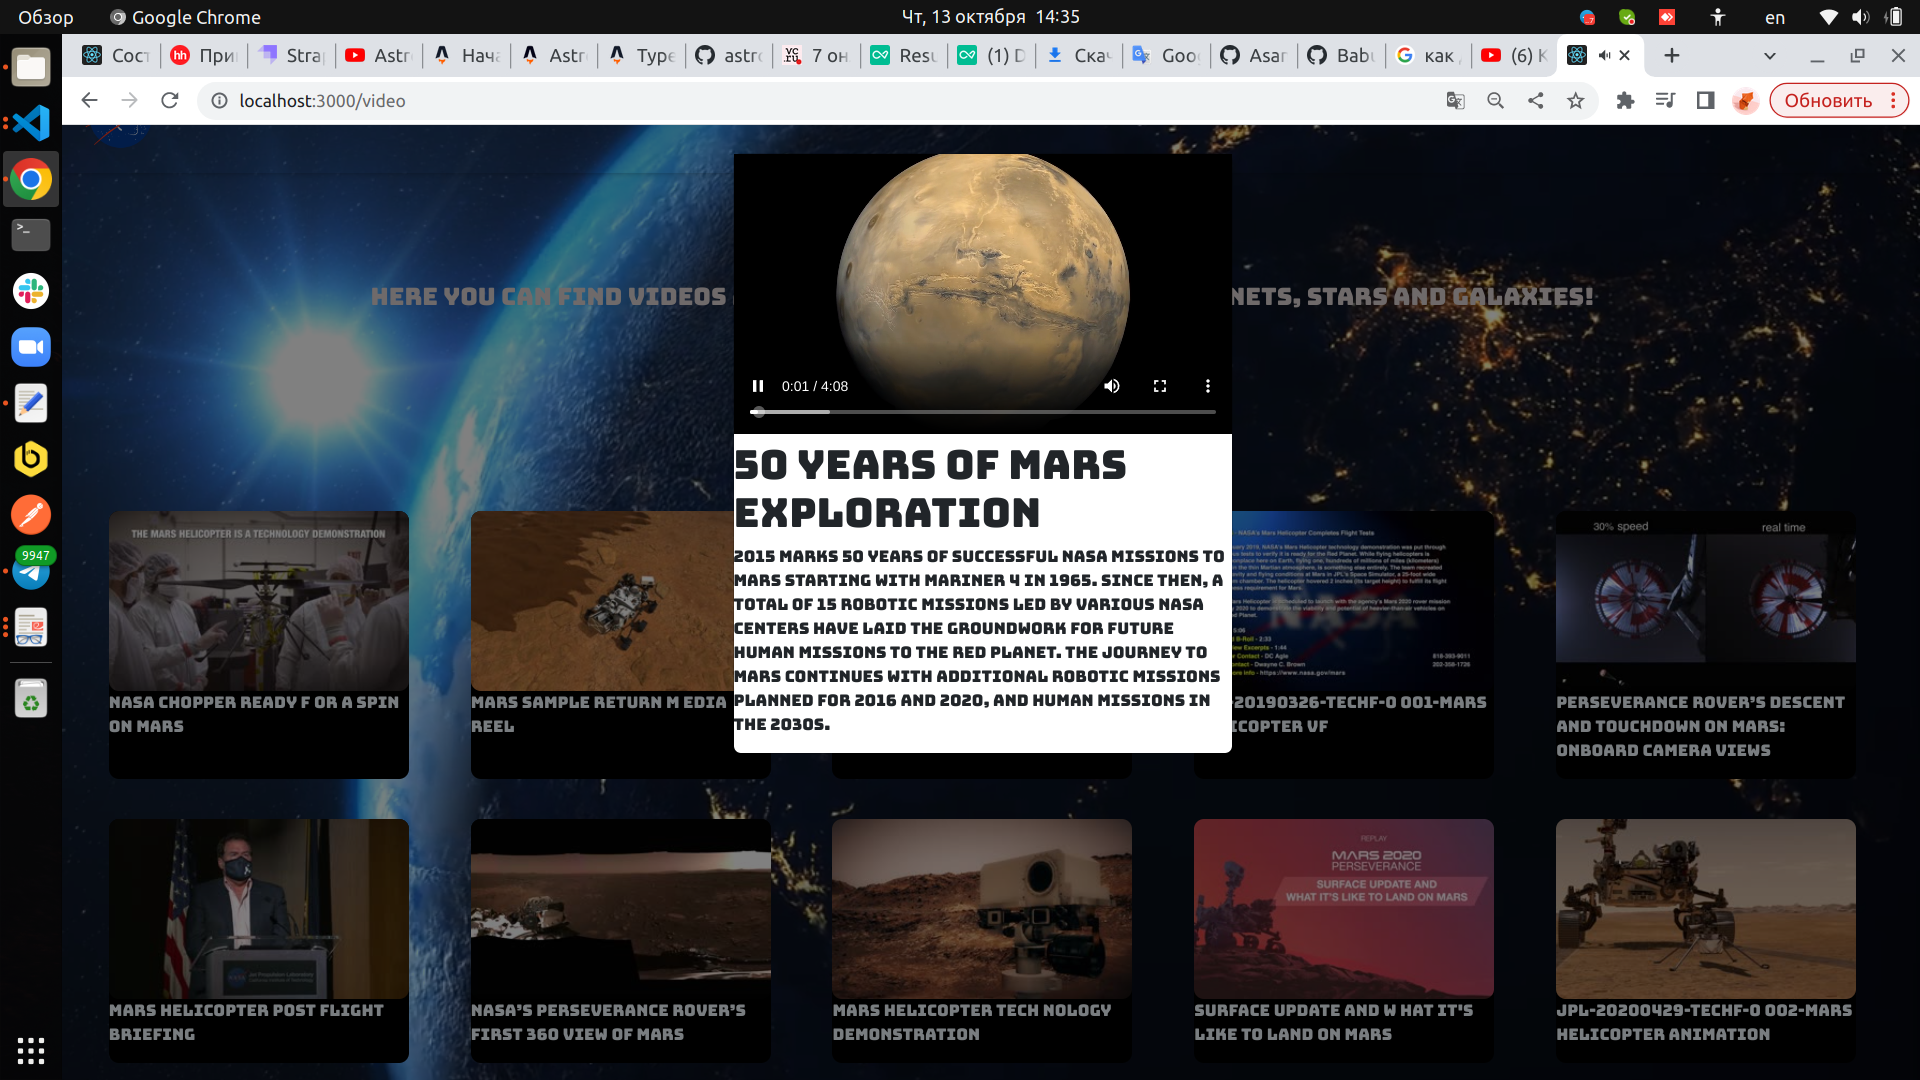 Обзор
Google Chrome
Чт, 13 октября 14:35
en
Сост
hh При
Stra
Astr
Нача
Astr
Type
astro
7 он
Resu
(1) D
Скач
Goo
Asar
Babu
как
(6) К
localhost:3000/video
Обновить
HERE YOU CAN FIND VIDEOS
NETS, STARS AND GALAXIES!
0:01 / 4:08
50 YEARS OF MARS
EXPLORATION
2015 MARKS 50 YEARS OF SUCCESSFUL NASA MISSIONS TO
MARS STARTING WITH MARINER 4 IN 1965. SINCE THEN, A
TOTAL OF 15 ROBOTIC MISSIONS LED BY VARIOUS NASA
CENTERS HAVE LAID THE GROUNDWORK FOR FUTURE
HUMAN MISSIONS TO THE RED PLANET. THE JOURNEY TO
MARS CONTINUES WITH ADDITIONAL ROBOTIC MISSIONS
PLANNED FOR 2016 AND 2020, AND HUMAN MISSIONS IN
THE 2030S.
9947
THE MARS HELICOPTER IS A TECHNOLOGY DEMONSTRATION
NASA CHOPPER READY F OR A SPIN
ON MARS
MARS SAMPLE RETURN M EDIA
REEL
- NASA's Mars Helicopter Completes Flight Tests
-20190326-TECHF-0 001-MARS
ICOPTER VF
30% speed
real time
PERSEVERANCE ROVER'S DESCENT
AND TOUCHDOWN ON MARS:
ONBOARD CAMERA VIEWS
MARS HELICOPTER POST FLIGHT
BRIEFING
NASA'S PERSEVERANCE ROVER'S
FIRST 360 VIEW OF MARS
MARS HELICOPTER TECH NOLOGY
DEMONSTRATION
REPLAY
MARS 2020
PERSEVERANCE
SURFACE UPDATE AND
WHAT IT'S LIKE TO LAND ON MARS
SURFACE UPDATE AND W HAT IT'S
LIKE TO LAND ON MARS
JPL-20200429-TECHF-0 002-MARS
HELICOPTER ANIMATION